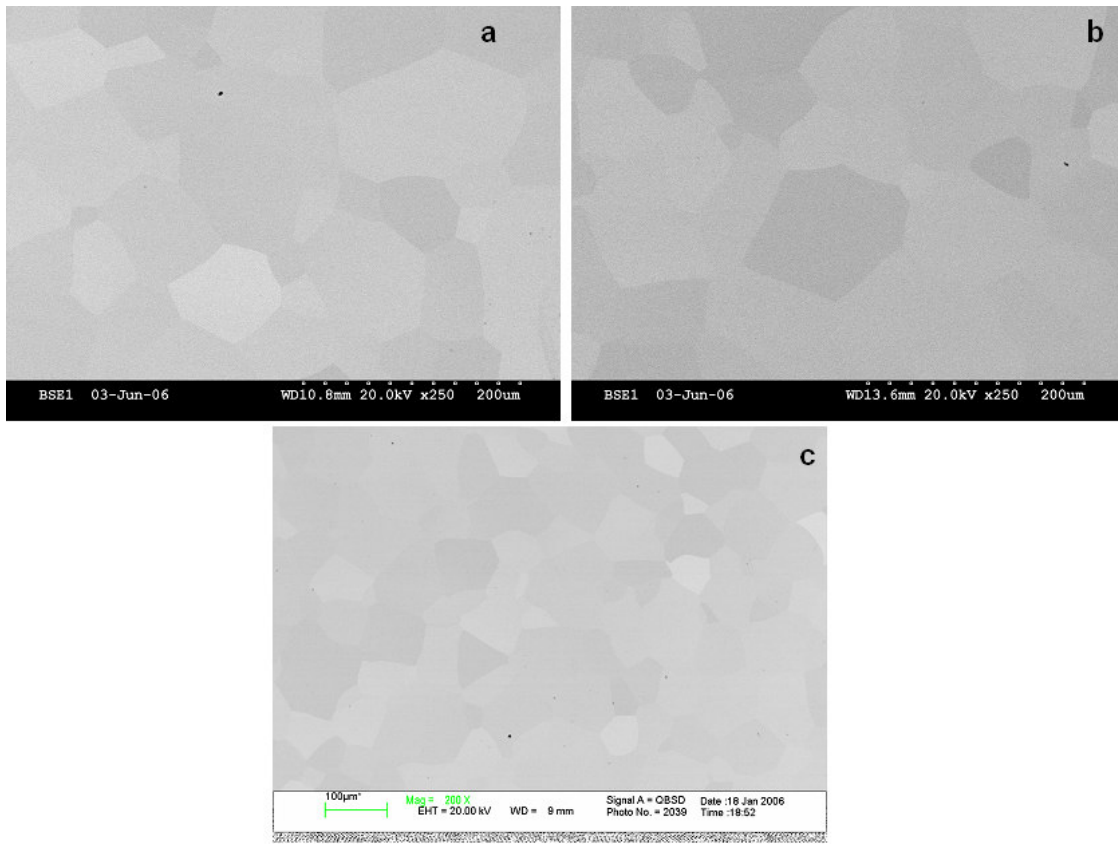 a
BSE1 03-Jun-06 WD10.8mm 20.0kV x250 200um
b
BSE1 03-Jun-06 WD13.6mm 20.0kV x250 200um
c
100µm*
Mag = 200 X
EHT = 20.00 kV WD = 9 mm
Signal A = QBSD Date :18 Jan 2006
Photo No. = 2039 Time :18:52